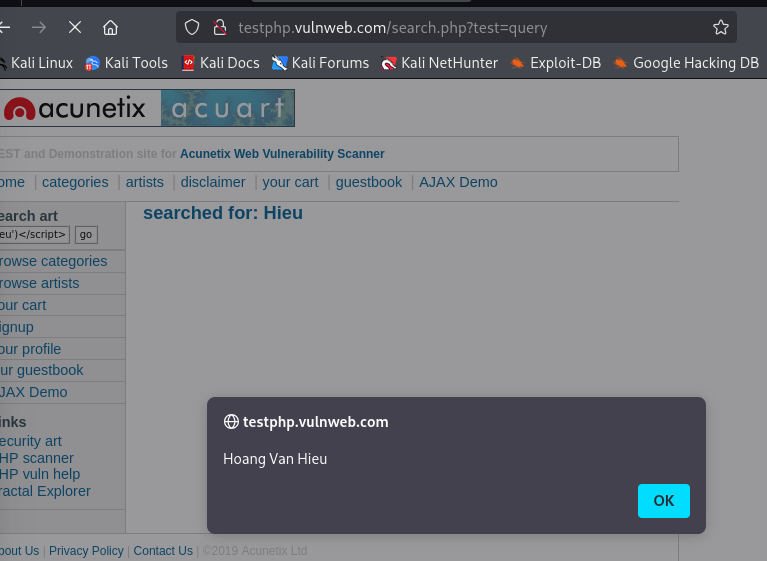 testphp.vulnweb.com/search.php?test=query
Kali Linux Kali Tools Kali Docs Kali Forums Kali NetHunter Exploit-DB Google Hacking DB
acunetix acuart
EST and Demonstration site for Acunetix Web Vulnerability Scanner
ome | categories | artists | disclaimer | your cart | guestbook | AJAX Demo
earch art
eu')</script> go
rowse categories
rowse artists
our cart
ignup
our profile
ur guestbook
JAX Demo
searched for: Hieu
inks
ecurity art
HP scanner
HP vuln help
ractal Explorer
testphp.vulnweb.com
Hoang Van Hieu
OK
bout Us | Privacy Policy | Contact Us | ©2019 Acunetix Ltd